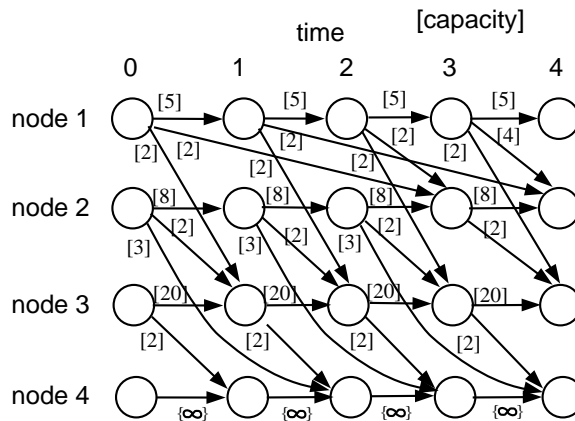 time [capacity]
0 1 2 3 4
[5] [5] [5] [5]
node 1
[2] [2] [2] [2] [2] [2] [2] [4]
[8] [8] [8] [8]
node 2
[2] [2] [2] [2]
[3] [3] [3]
[20] [20] [20] [20]
node 3
[2] [2] [2] [2]
node 4
{∞} {∞} {∞} {∞}